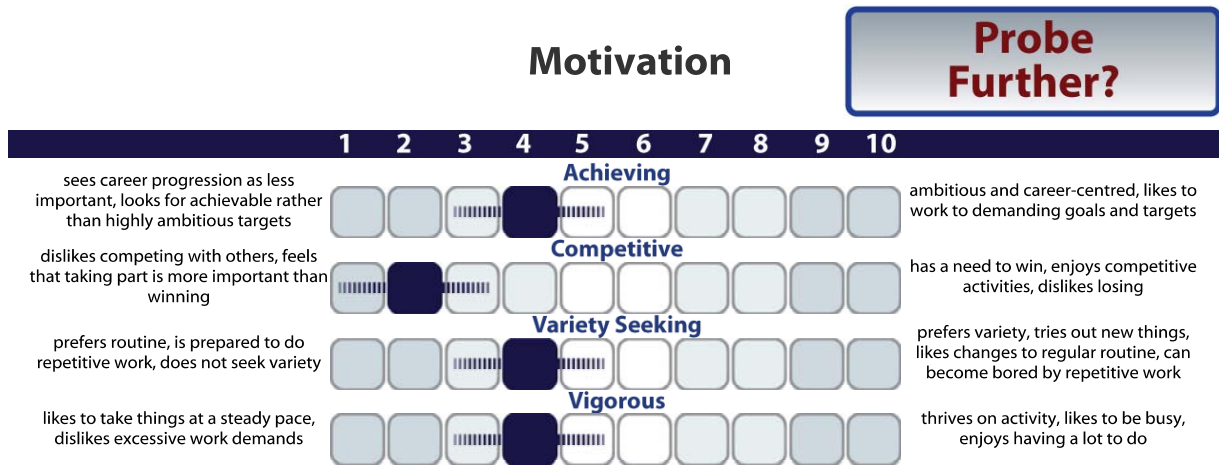 Motivation
Probe
Further?
1 2 3 4 5 6 7 8 9 10
Achieving
sees career progression as less
important, looks for achievable rather
than highly ambitious targets
ambitious and career-centred, likes to
work to demanding goals and targets
Competitive
dislikes competing with others, feels
that taking part is more important than
winning
has a need to win, enjoys competitive
activities, dislikes losing
Variety Seeking
prefers routine, is prepared to do
repetitive work, does not seek variety
prefers variety, tries out new things,
likes changes to regular routine, can
become bored by repetitive work
Vigorous
likes to take things at a steady pace,
dislikes excessive work demands
thrives on activity, likes to be busy,
enjoys having a lot to do